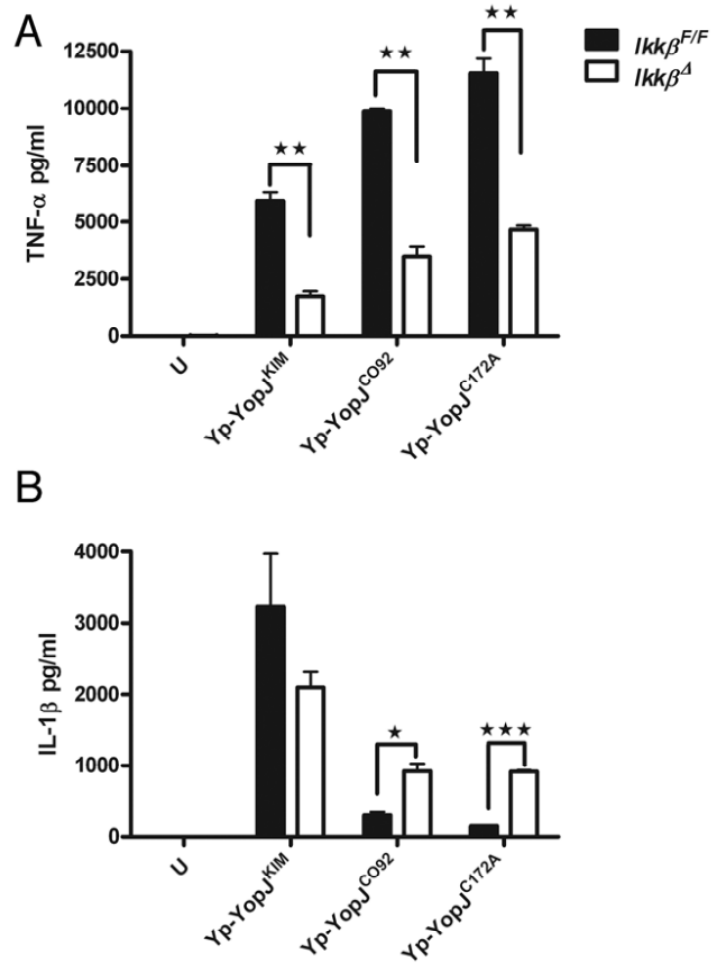 A
★★
★★
★★
Ikkβ^F/F
Ikkβ^Δ
TNF-α pg/ml
12500
10000
7500
5000
2500
0
U
Yp-YopJ^KIM
Yp-YopJ^CO92
Yp-YopJ^C172A
B
IL-1β pg/ml
4000
3000
2000
1000
0
★
★★★
U
Yp-YopJ^KIM
Yp-YopJ^CO92
Yp-YopJ^C172A